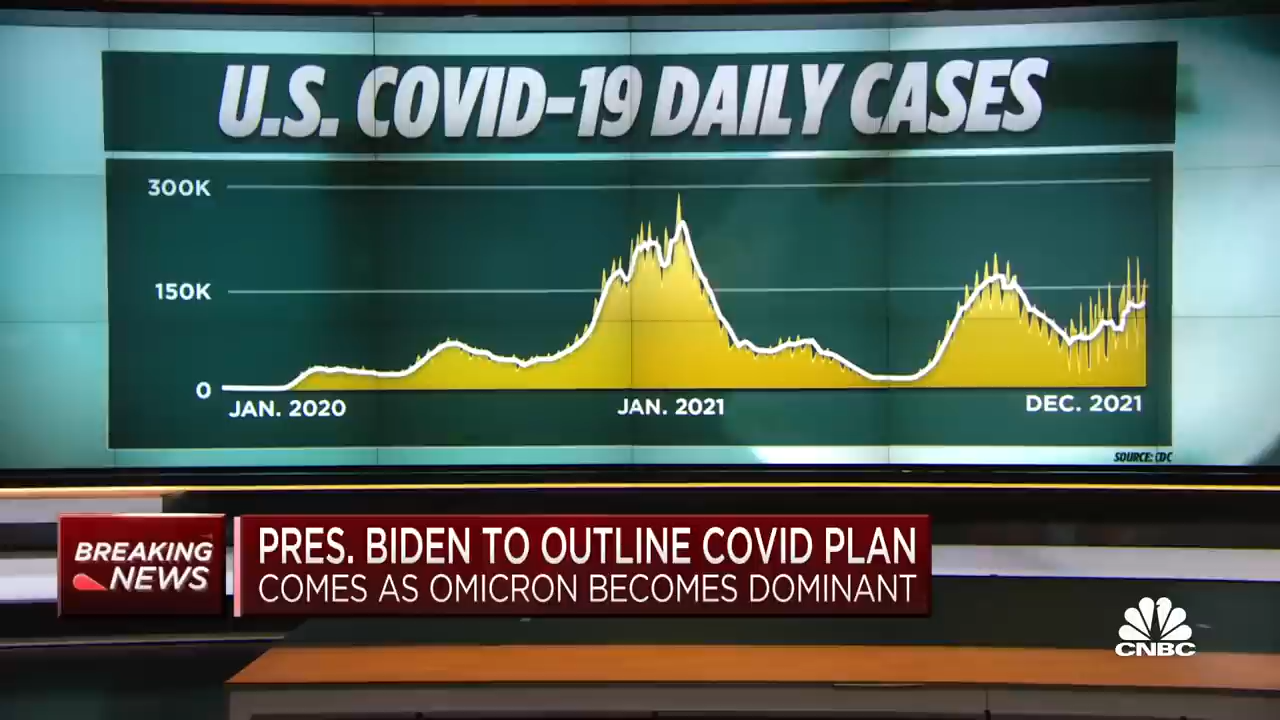 U.S. COVID-19 DAILY CASES
300K
150K
0
JAN. 2020
JAN. 2021
DEC. 2021
SOURCE: CDC
BREAKING NEWS
PRES. BIDEN TO OUTLINE COVID PLAN
COMES AS OMICRON BECOMES DOMINANT
CNBC